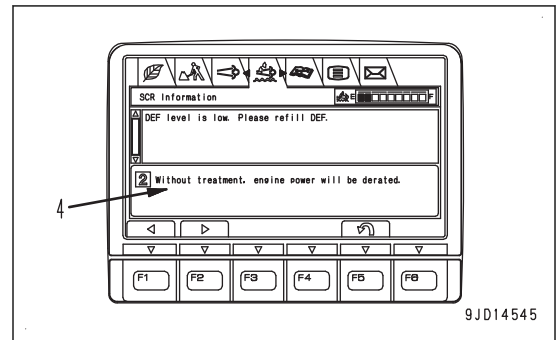 SCR Information
E F
DEF level is low. Please refill DEF.
2 Without treatment, engine power will be derated.
4
F1 F2 F3 F4 F5 F6
9JD14545